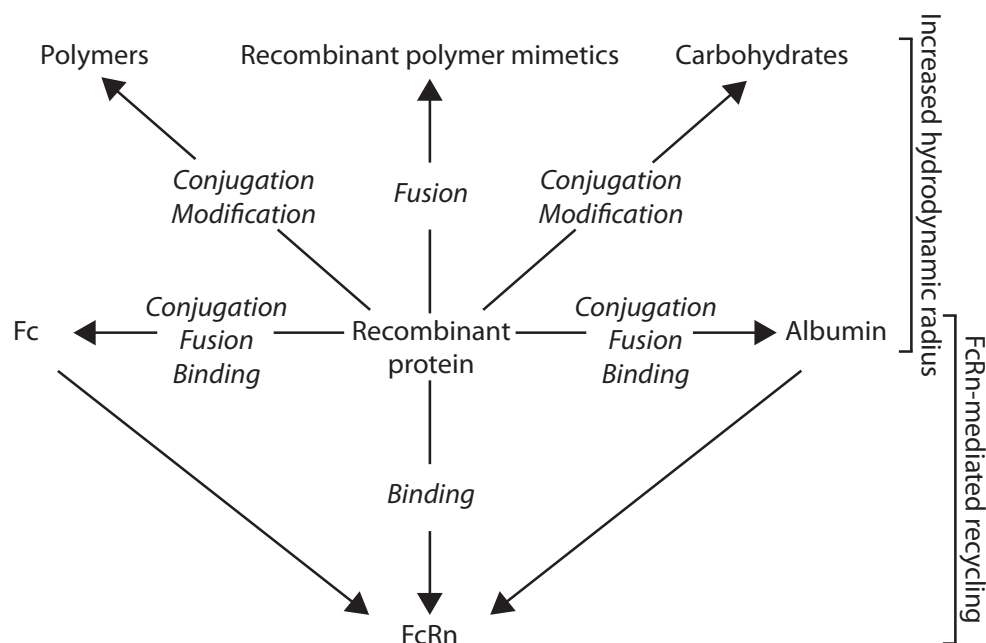 Polymers
Recombinant polymer mimetics
Carbohydrates
Increased hydrodynamic radius
Conjugation
Modification
Fusion
Conjugation
Modification
Fc
Conjugation
Fusion
Binding
Recombinant
protein
Conjugation
Fusion
Binding
Albumin
FcRn-mediated recycling
Binding
FcRn